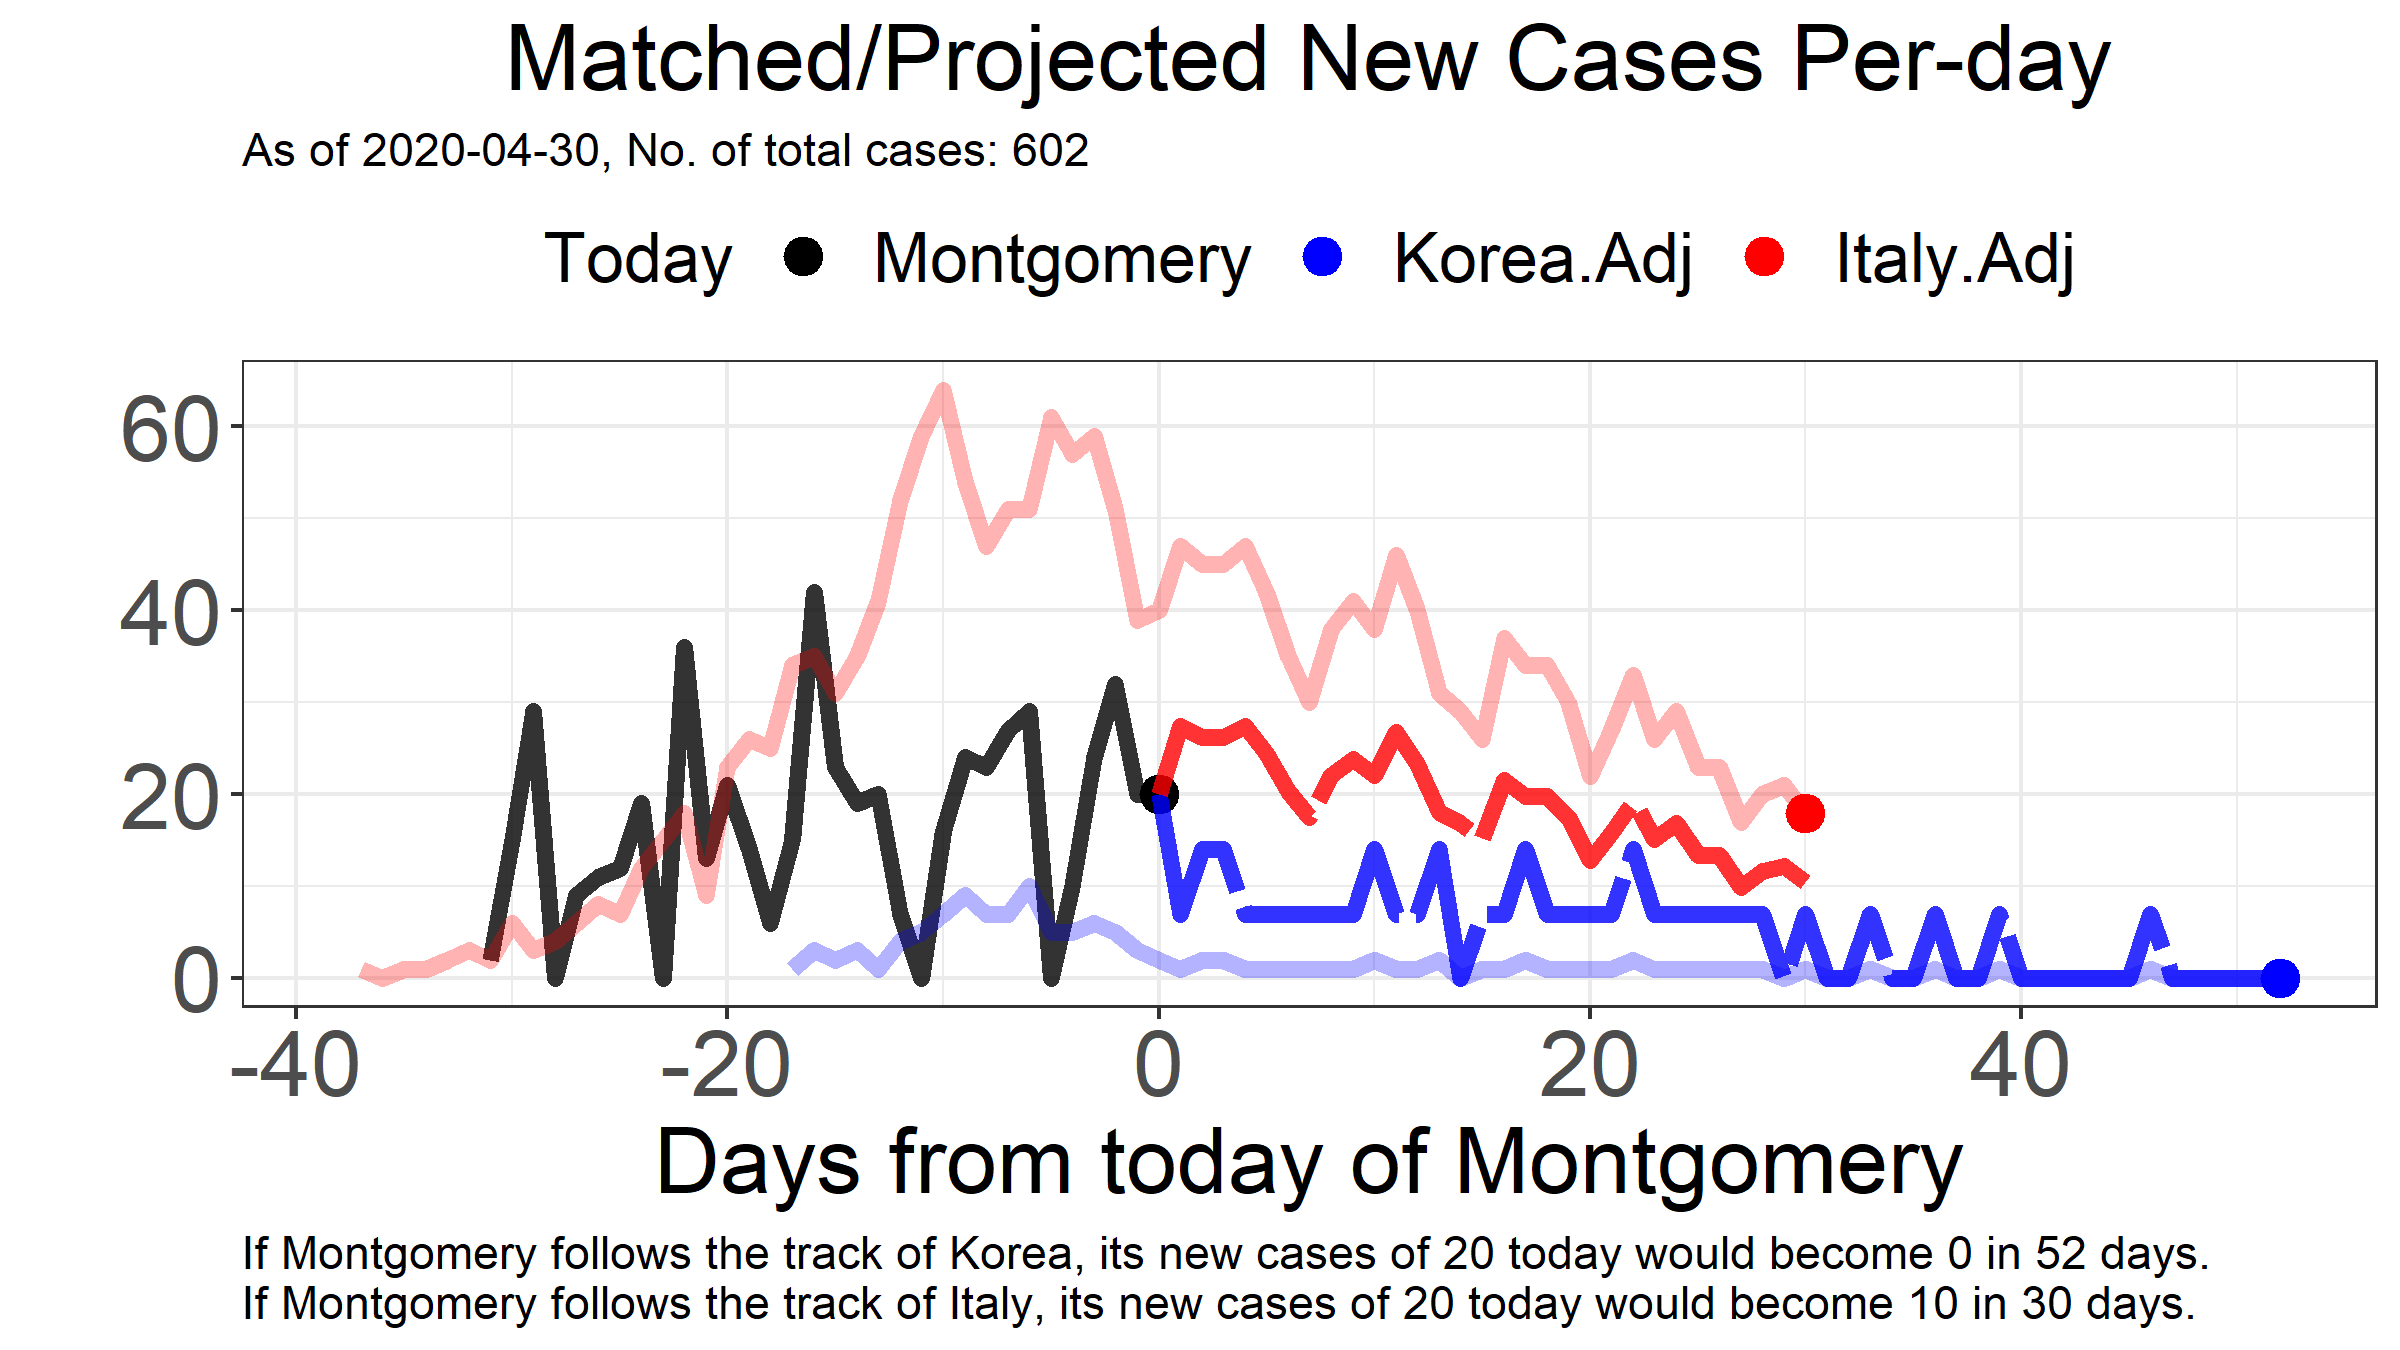 Matched/Projected New Cases Per-day
As of 2020-04-30, No. of total cases: 602
Today Montgomery Korea.Adj Italy.Adj
60
40
20
0
-40 -20 0 20 40
Days from today of Montgomery
If Montgomery follows the track of Korea, its new cases of 20 today would become 0 in 52 days.
If Montgomery follows the track of Italy, its new cases of 20 today would become 10 in 30 days.